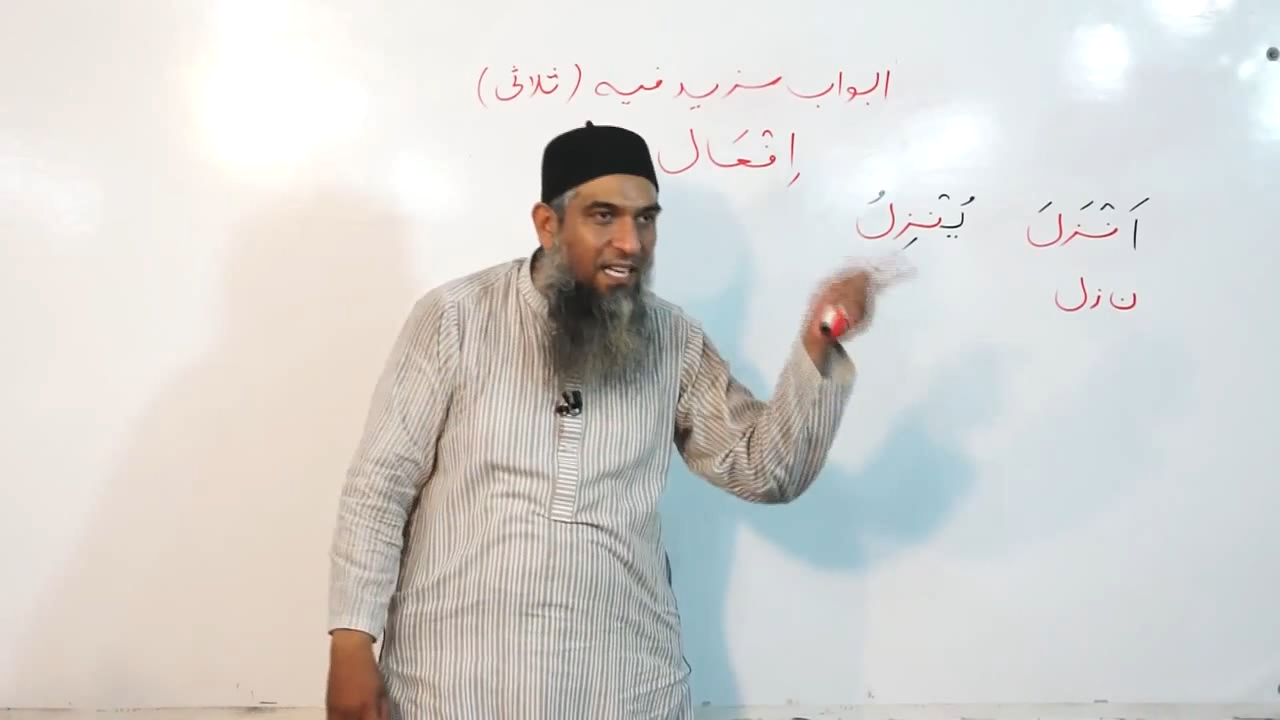 ابواب مزید فیہ (ثلاثی)
اِفْعَال
اَنْزَلَ يُنْزِلُ
ن ز ل